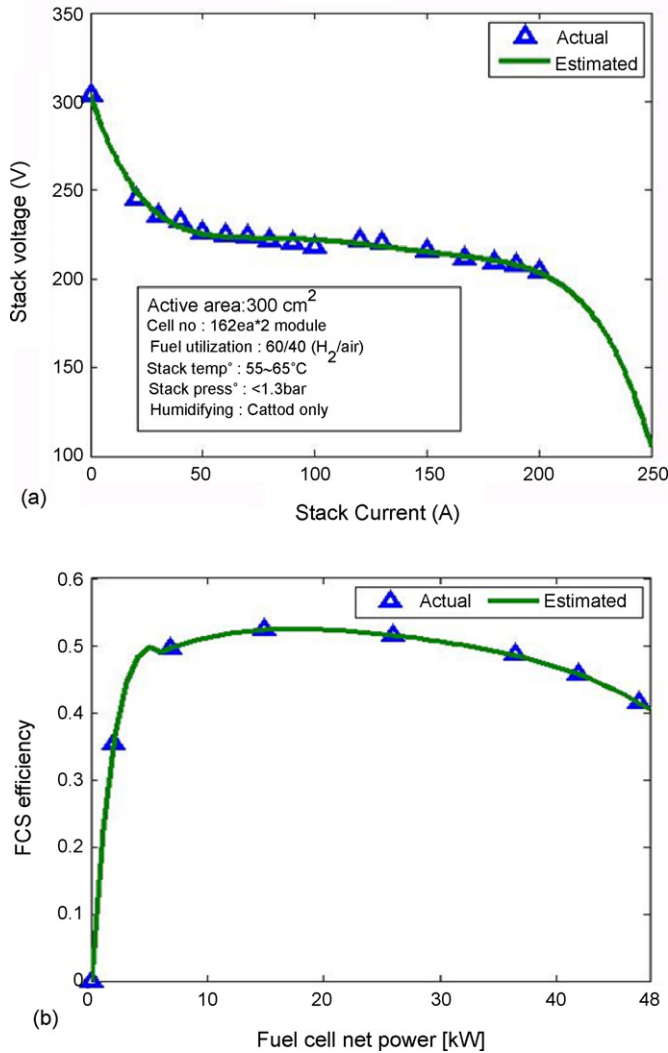 350
300
250
200
150
100
Stack voltage (V)
Actual
Estimated
Active area:300 cm²
Cell no : 162ea*2 module
Fuel utilization : 60/40 (H₂/air)
Stack temp° : 55~65°C
Stack press° : <1.3bar
Humidifying : Cattod only
0 50 100 150 200 250
(a)
Stack Current (A)
0.6
0.5
0.4
0.3
0.2
0.1
0
FCS efficiency
Actual Estimated
0 10 20 30 40 48
(b)
Fuel cell net power [kW]